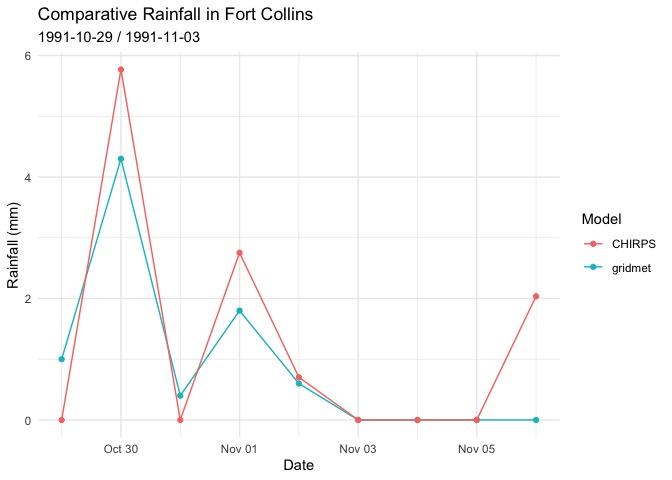 Comparative Rainfall in Fort Collins
1991-10-29 / 1991-11-03
6
4
2
0
Rainfall (mm)
Oct 30
Nov 01
Nov 03
Nov 05
Date
Model
CHIRPS
gridmet